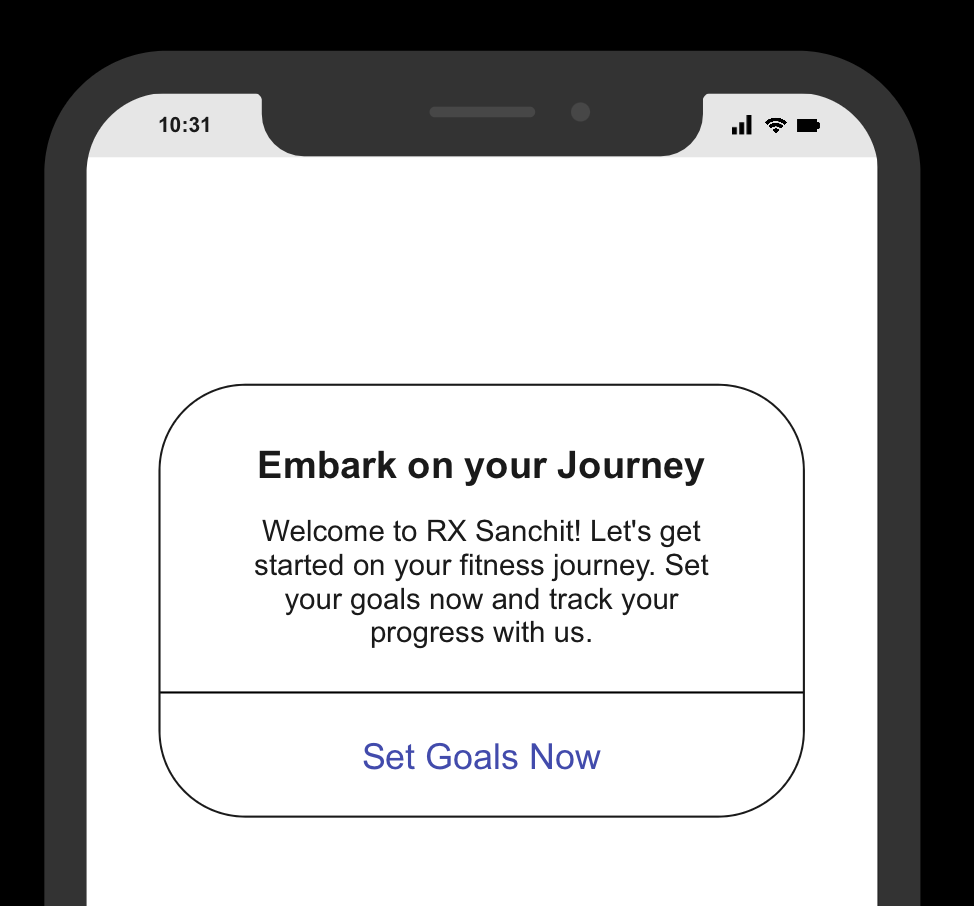 10:31
Embark on your Journey
Welcome to RX Sanchit! Let's get
started on your fitness journey. Set
your goals now and track your
progress with us.
Set Goals Now